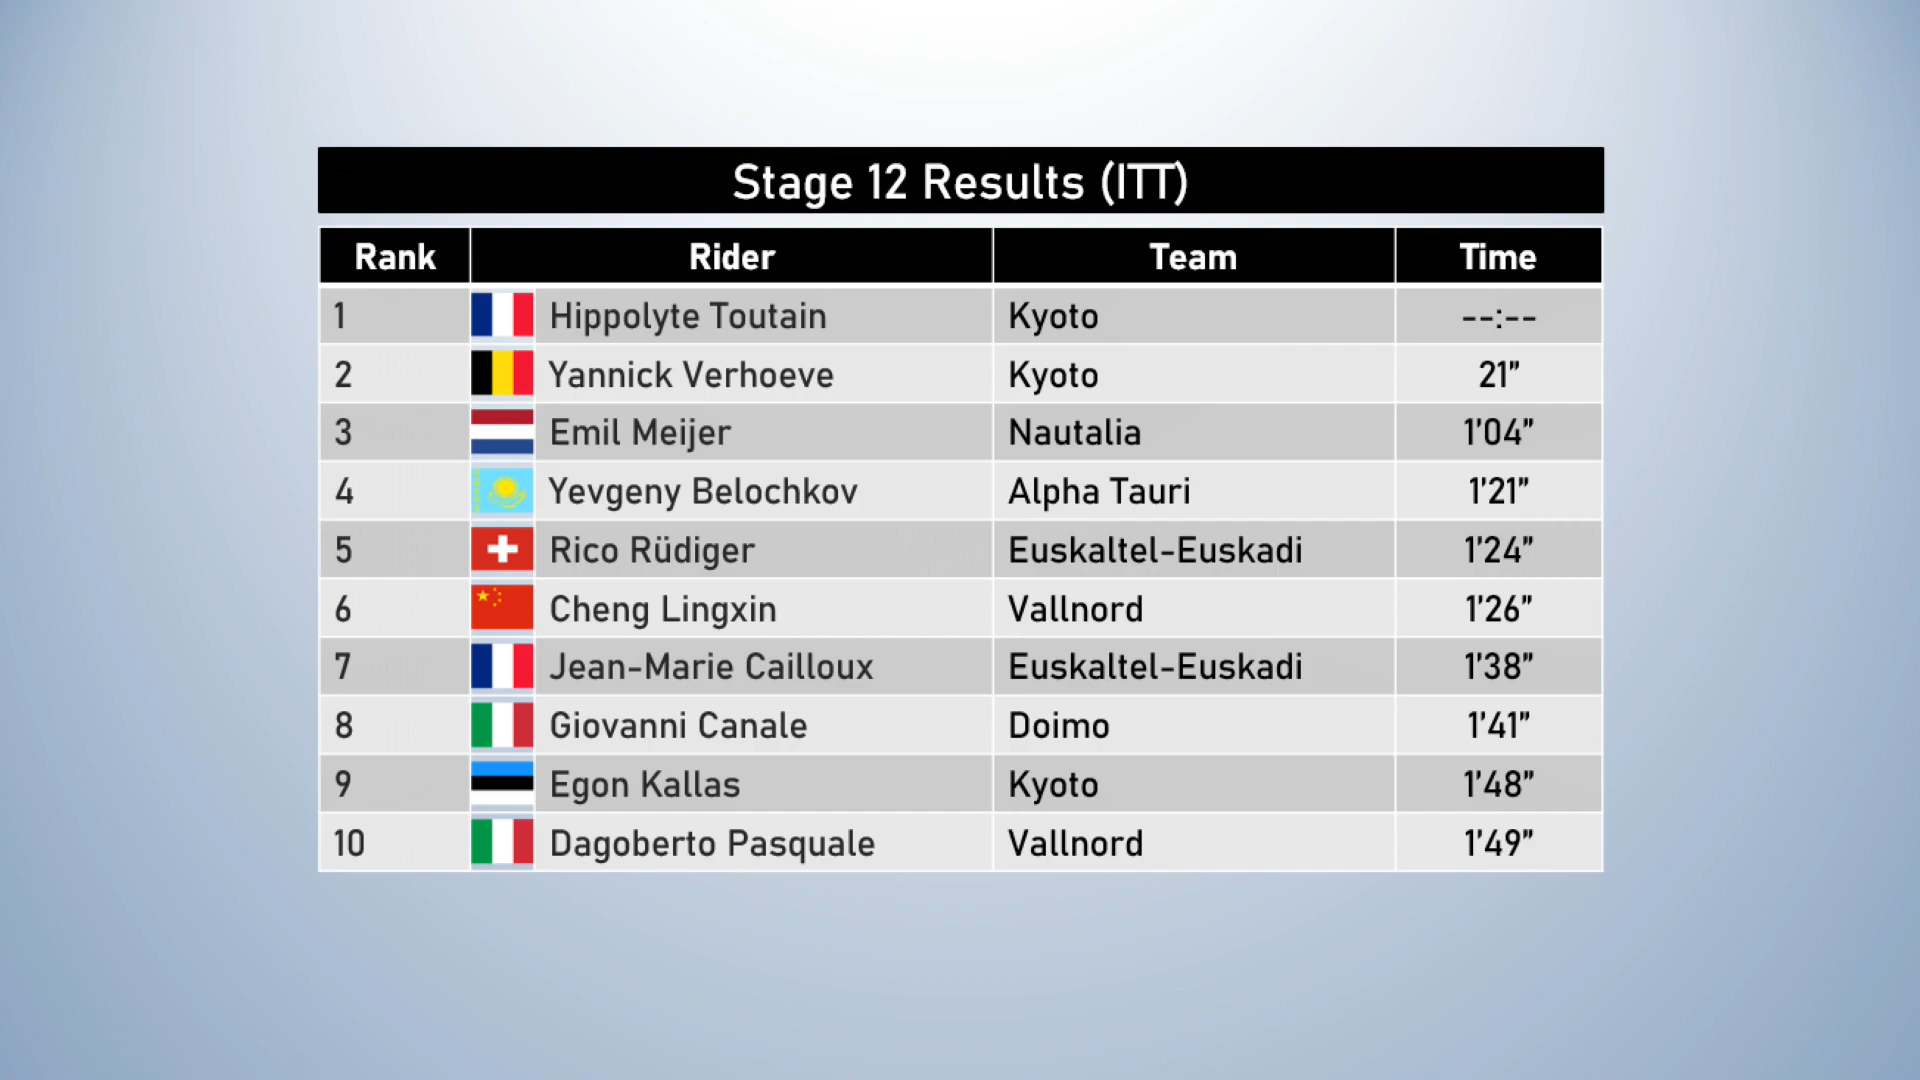 Stage 12 Results (ITT)
Rank Rider Team Time
1 Hippolyte Toutain Kyoto --:--
2 Yannick Verhoeve Kyoto 21”
3 Emil Meijer Nautalia 1’04”
4 Yevgeny Belochkov Alpha Tauri 1’21”
5 Rico Rüdiger Euskaltel-Euskadi 1’24”
6 Cheng Lingxin Vallnord 1’26”
7 Jean-Marie Cailloux Euskaltel-Euskadi 1’38”
8 Giovanni Canale Doimo 1’41”
9 Egon Kallas Kyoto 1’48”
10 Dagoberto Pasquale Vallnord 1’49”